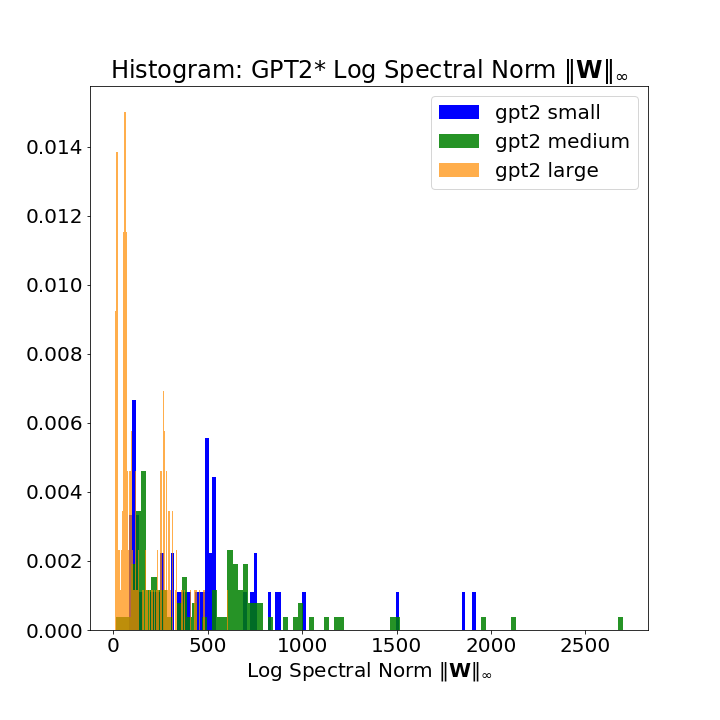 Histogram: GPT2* Log Spectral Norm ‖W‖∞
gpt2 small
gpt2 medium
gpt2 large
0.014
0.012
0.010
0.008
0.006
0.004
0.002
0.000
0 500 1000 1500 2000 2500
Log Spectral Norm ‖W‖∞